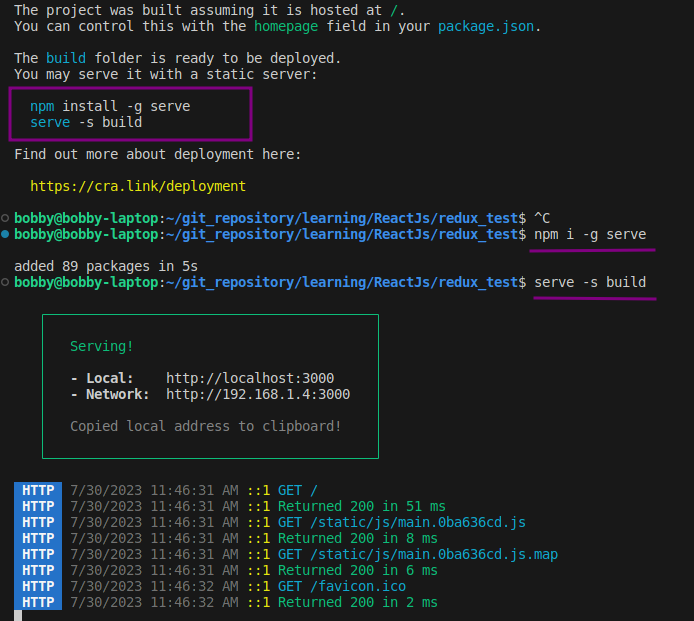 The project was built assuming it is hosted at /.
You can control this with the homepage field in your package.json.
The build folder is ready to be deployed.
You may serve it with a static server:
npm install -g serve
serve -s build
Find out more about deployment here:
https://cra.link/deployment
bobby@bobby-laptop:~/git_repository/learning/ReactJs/redux_test$ ^C
bobby@bobby-laptop:~/git_repository/learning/ReactJs/redux_test$ npm i -g serve
added 89 packages in 5s
bobby@bobby-laptop:~/git_repository/learning/ReactJs/redux_test$ serve -s build
Serving!
- Local: http://localhost:3000
- Network: http://192.168.1.4:3000
Copied local address to clipboard!
HTTP 7/30/2023 11:46:31 AM ::1 GET /
HTTP 7/30/2023 11:46:31 AM ::1 Returned 200 in 51 ms
HTTP 7/30/2023 11:46:31 AM ::1 GET /static/js/main.0ba636cd.js
HTTP 7/30/2023 11:46:31 AM ::1 Returned 200 in 8 ms
HTTP 7/30/2023 11:46:31 AM ::1 GET /static/js/main.0ba636cd.js.map
HTTP 7/30/2023 11:46:31 AM ::1 Returned 200 in 6 ms
HTTP 7/30/2023 11:46:32 AM ::1 GET /favicon.ico
HTTP 7/30/2023 11:46:32 AM ::1 Returned 200 in 2 ms